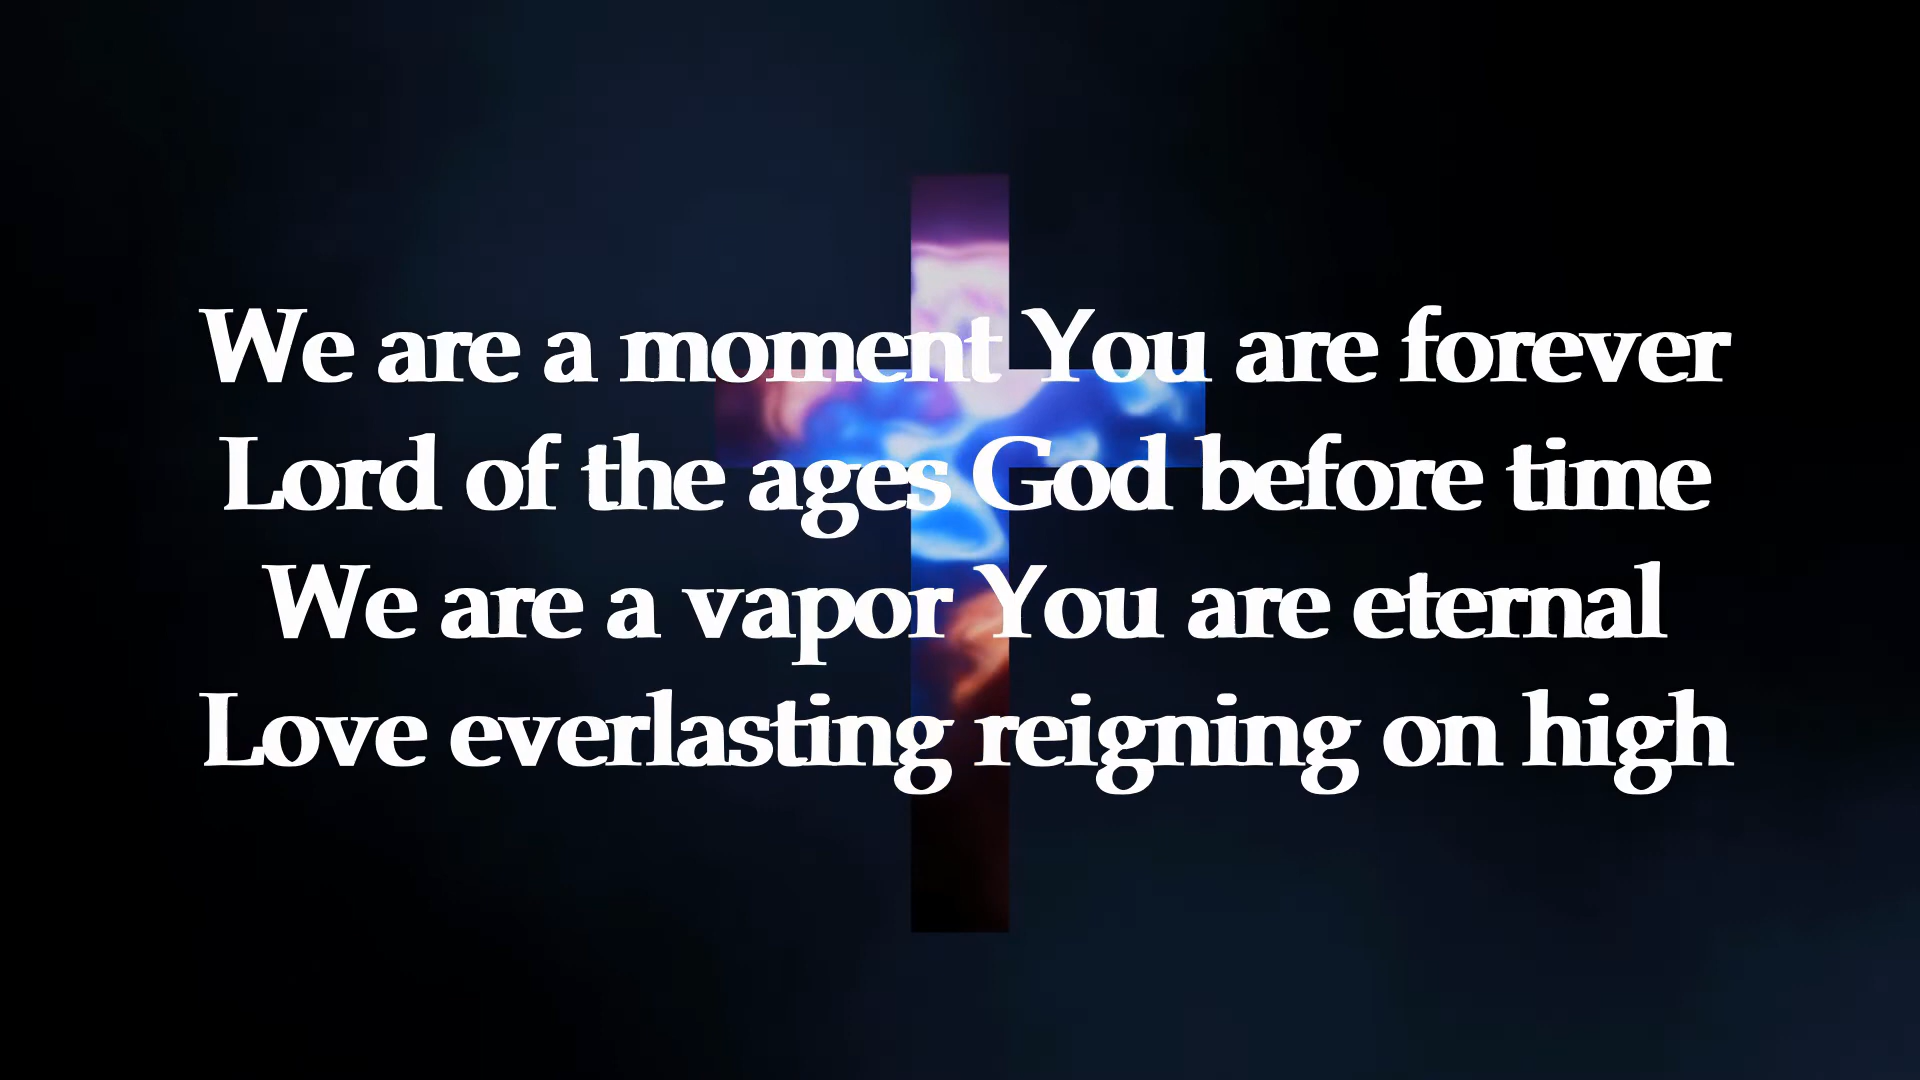 We are a moment You are forever
Lord of the ages God before time
We are a vapor You are eternal
Love everlasting reigning on high